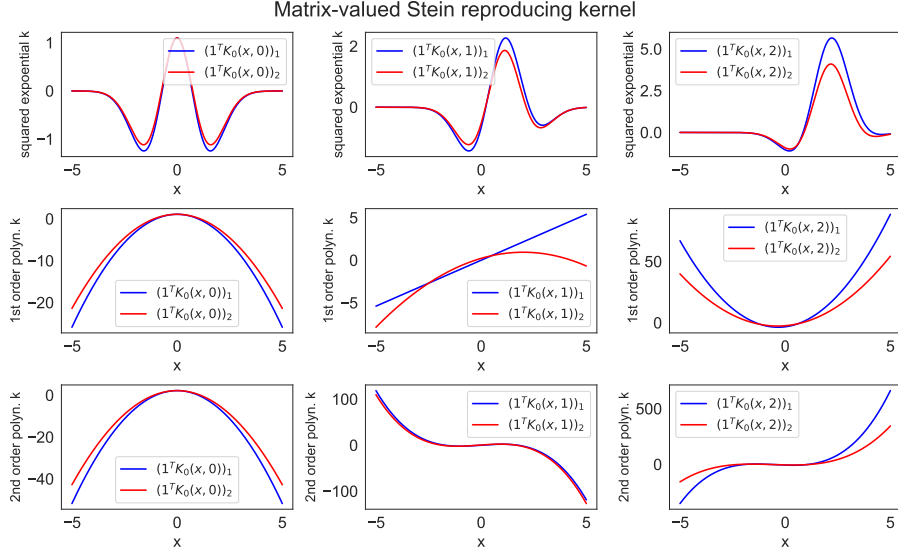 Matrix-valued Stein reproducing kernel
squared expoential k
1
0
−1
(1ᵀK₀(x, 0))₁
(1ᵀK₀(x, 0))₂
−5
0
5
x
squared expoential k
2
0
(1ᵀK₀(x, 1))₁
(1ᵀK₀(x, 1))₂
−5
0
5
x
squared expoential k
5.0
2.5
0.0
(1ᵀK₀(x, 2))₁
(1ᵀK₀(x, 2))₂
−5
0
5
x
1st order polyn. k
0
−10
−20
(1ᵀK₀(x, 0))₁
(1ᵀK₀(x, 0))₂
−5
0
5
x
1st order polyn. k
5
0
−5
(1ᵀK₀(x, 1))₁
(1ᵀK₀(x, 1))₂
−5
0
5
x
1st order polyn. k
50
0
(1ᵀK₀(x, 2))₁
(1ᵀK₀(x, 2))₂
−5
0
5
x
2nd order polyn. k
0
−20
−40
(1ᵀK₀(x, 0))₁
(1ᵀK₀(x, 0))₂
−5
0
5
x
2nd order polyn. k
100
0
−100
(1ᵀK₀(x, 1))₁
(1ᵀK₀(x, 1))₂
−5
0
5
x
2nd order polyn. k
500
0
(1ᵀK₀(x, 2))₁
(1ᵀK₀(x, 2))₂
−5
0
5
x